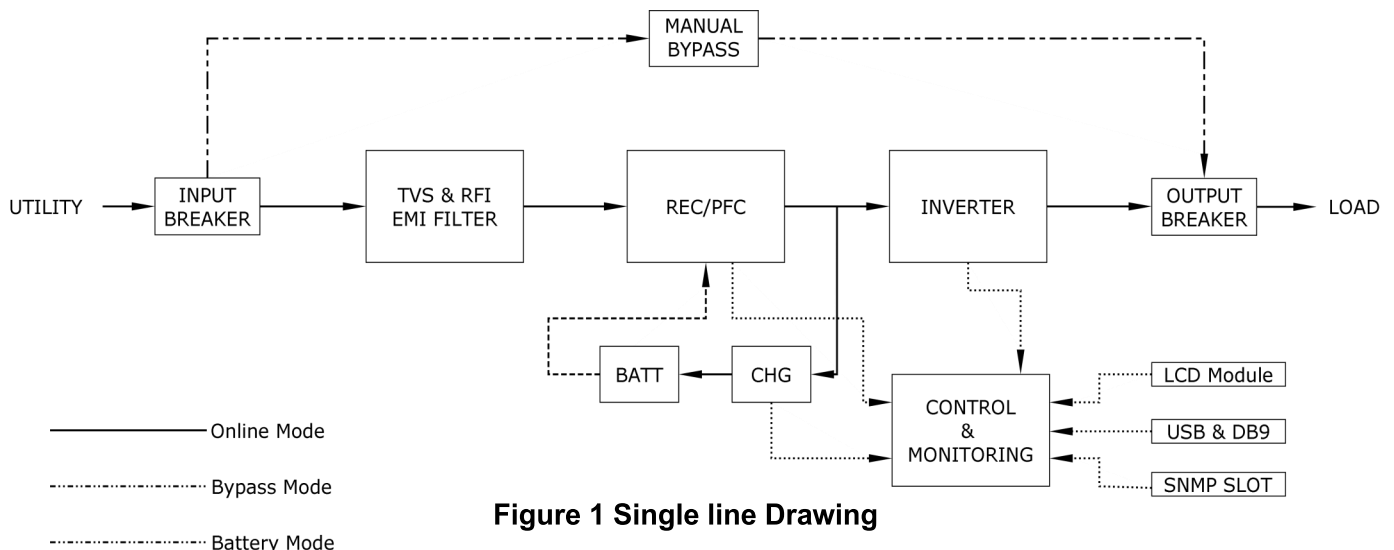 MANUAL
BYPASS
UTILITY
INPUT
BREAKER
TVS & RFI
EMI FILTER
REC/PFC
INVERTER
OUTPUT
BREAKER
LOAD
BATT
CHG
CONTROL
&
MONITORING
LCD Module
USB & DB9
SNMP SLOT
Online Mode
Bypass Mode
Battery Mode
Figure 1 Single line Drawing